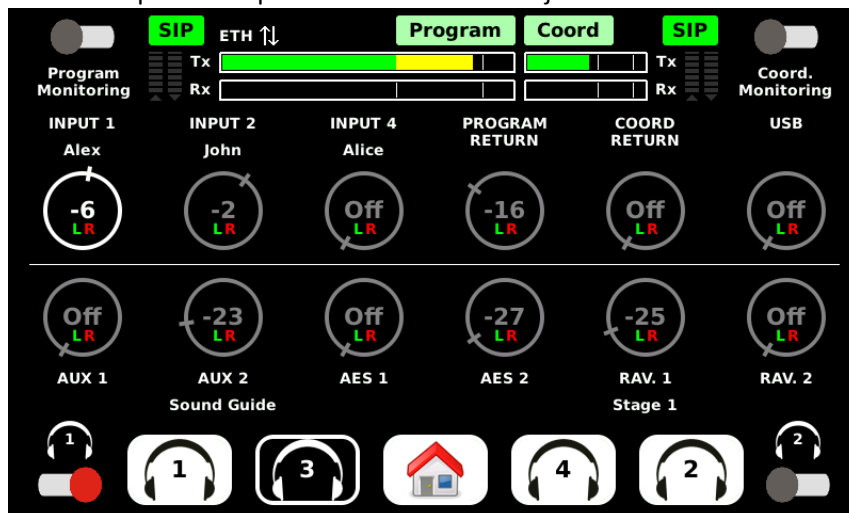 SIP ETH Program Coord SIP
Tx Tx
Rx Rx
Program
Monitoring
Coord.
Monitoring
INPUT 1 INPUT 2 INPUT 4 PROGRAM RETURN COORD RETURN USB
Alex John Alice
-6 -2 Off -16 Off Off
L R L R L R L R L R L R
Off -23 Off -27 -25 Off
L R L R L R L R L R L R
AUX 1 AUX 2 AES 1 AES 2 RAV. 1 RAV. 2
Sound Guide Stage 1
1 2
1 3 4 2